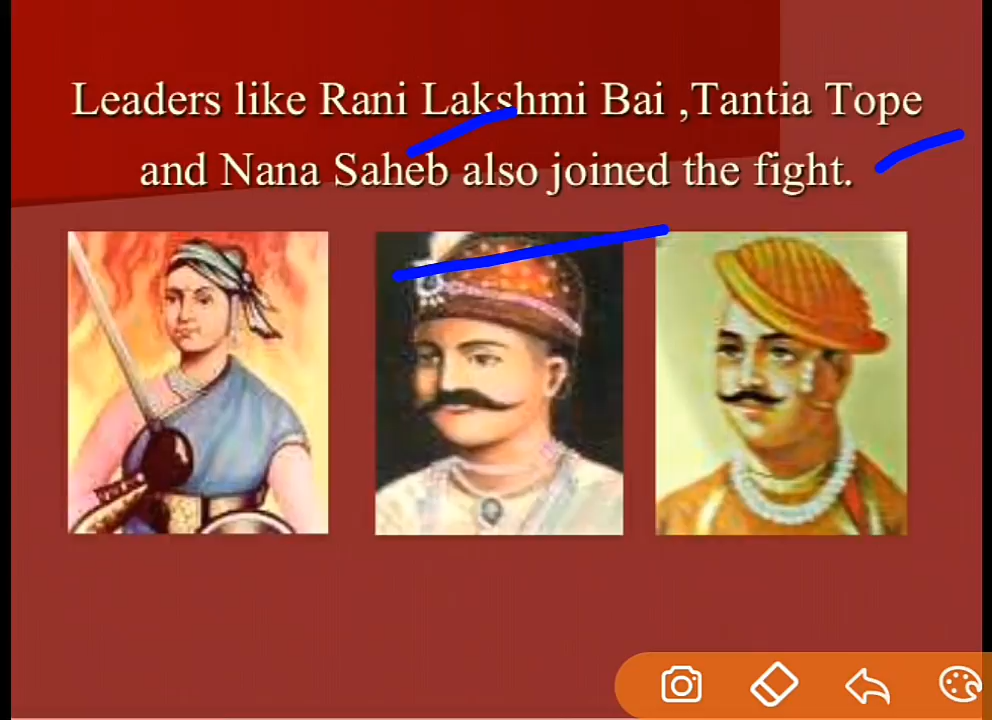 Leaders like Rani Lakshmi Bai ,Tantia Tope
and Nana Saheb also joined the fight.